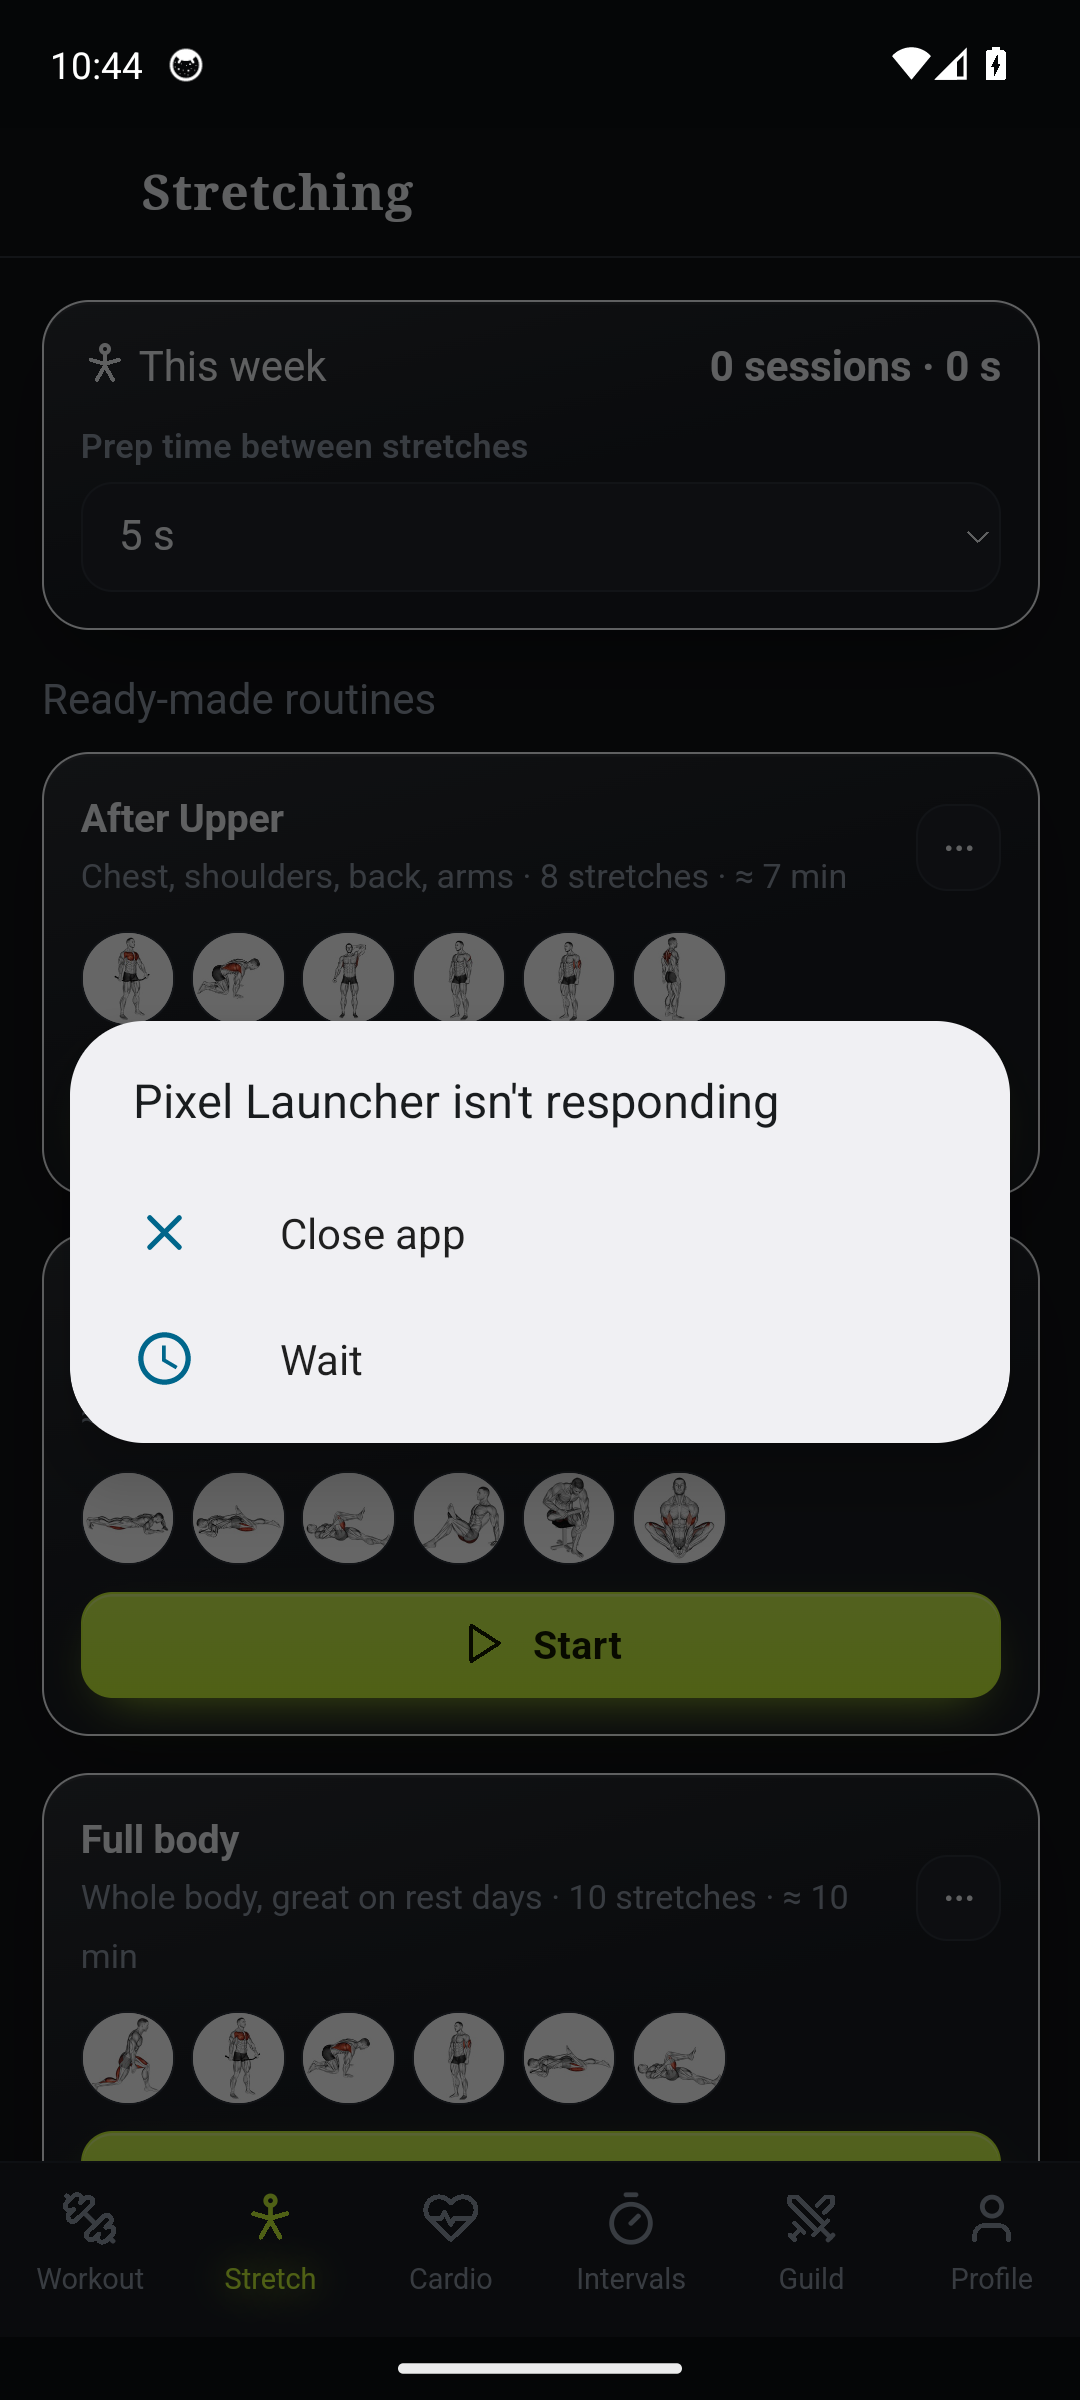 10:44
Stretching
This week
0 sessions · 0 s
Prep time between stretches
5 s
Ready-made routines
After Upper
Chest, shoulders, back, arms · 8 stretches · ≈ 7 min
Pixel Launcher isn't responding
Close app
Wait
Start
Full body
Whole body, great on rest days · 10 stretches · ≈ 10
min
Workout
Stretch
Cardio
Intervals
Guild
Profile